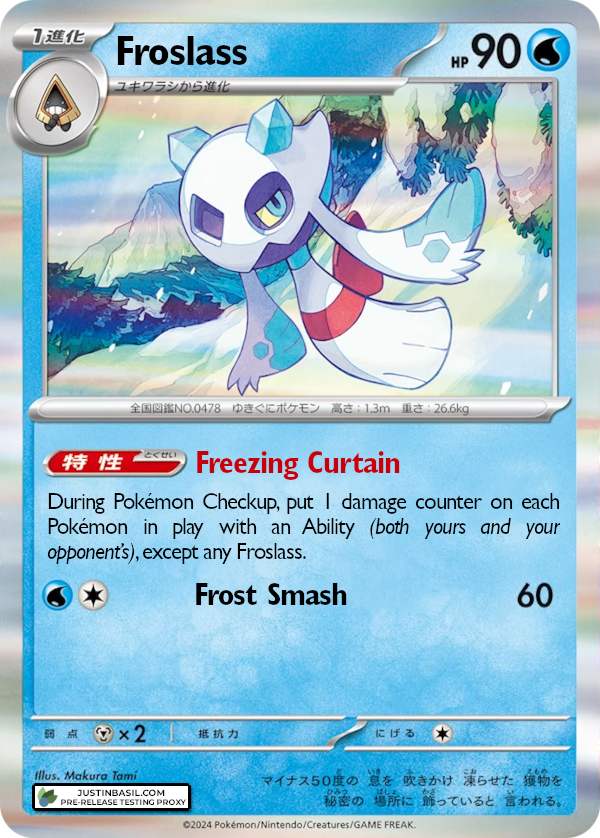 1進化 Froslass HP 90
ユキワラシから進化
全国図鑑NO.0478 ゆきぐにポケモン 高さ：1.3m 重さ：26.6kg
特性 とくせい Freezing Curtain
During Pokémon Checkup, put 1 damage counter on each
Pokémon in play with an Ability (both yours and your
opponent's), except any Froslass.
Frost Smash 60
弱点 ×2 抵抗力 にげる
Illus. Makura Tami
JUSTINBASIL.COM
PRE-RELEASE TESTING PROXY
マイナス50度の 息を 吹きかけ 凍らせた 獲物を
秘密の 場所に 飾っていると 言われる。
©2024 Pokémon/Nintendo/Creatures/GAME FREAK.